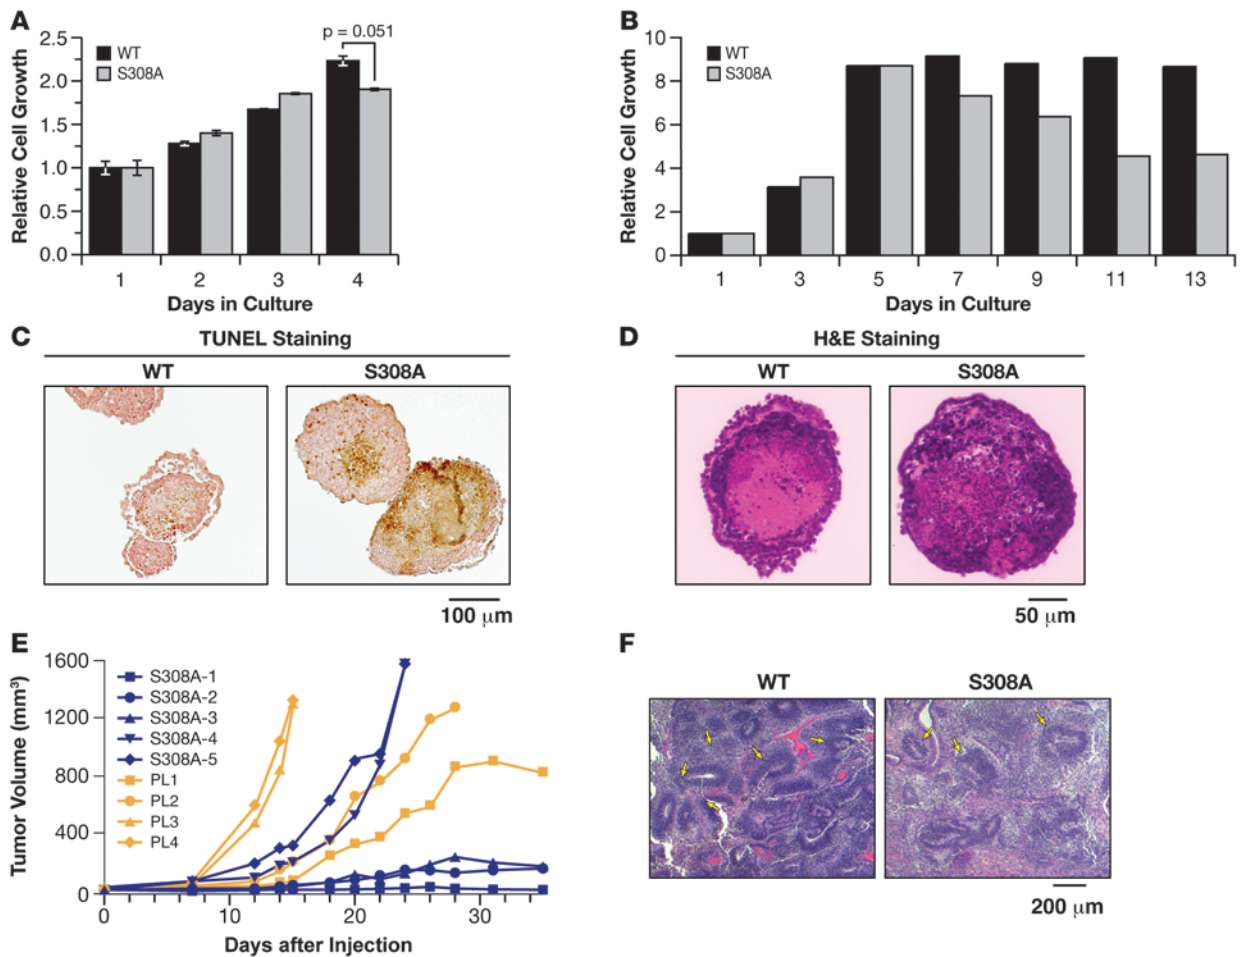 A
p = 0.051
WT
S308A
Relative Cell Growth
2.5
2.0
1.5
1.0
0.5
0.0
1 2 3 4
Days in Culture
B
WT
S308A
Relative Cell Growth
10
8
6
4
2
0
1 3 5 7 9 11 13
Days in Culture
C
TUNEL Staining
WT S308A
100 μm
D
H&E Staining
WT S308A
50 μm
E
Tumor Volume (mm³)
1600
1200
800
400
0
S308A-1
S308A-2
S308A-3
S308A-4
S308A-5
PL1
PL2
PL3
PL4
0 10 20 30
Days after Injection
F
WT S308A
200 μm